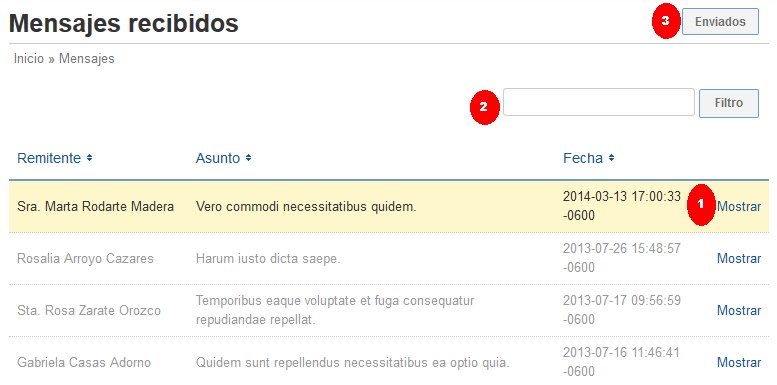 Mensajes recibidos
3 Enviados
Inicio » Mensajes
2 Filtro
Remitente Asunto Fecha
Sra. Marta Rodarte Madera Vero commodi necessitatibus quidem. 2014-03-13 17:00:33 1 Mostrar
-0600
Rosalia Arroyo Cazares Harum iusto dicta saepe. 2013-07-26 15:48:57 Mostrar
-0600
Sta. Rosa Zarate Orozco Temporibus eaque voluptate et fuga consequatur 2013-07-17 09:56:59 Mostrar
repudiandae repellat. -0600
Gabriela Casas Adorno Quidem sunt repellendus necessitatibus ea optio quia. 2013-07-16 11:46:41 Mostrar
-0600